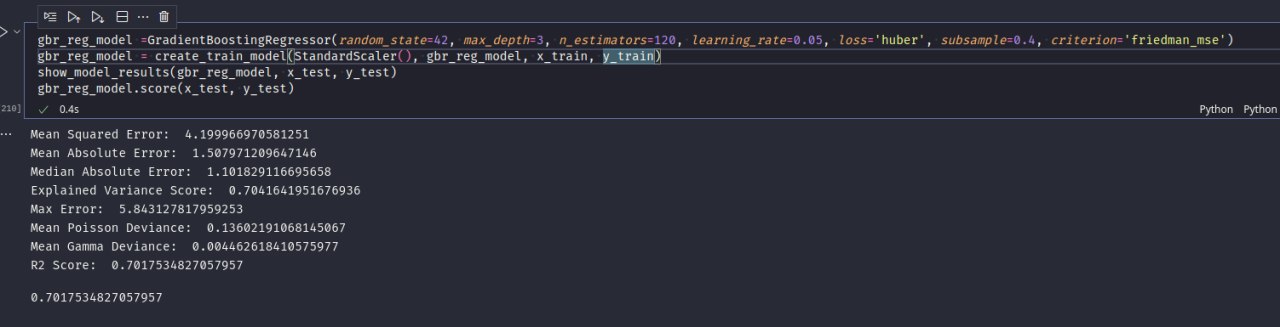 gbr_reg_model =GradientBoostingRegressor(random_state=42, max_depth=3, n_estimators=120, learning_rate=0.05, loss='huber', subsample=0.4, criterion='friedman_mse')
gbr_reg_model = create_train_model(StandardScaler(), gbr_reg_model, x_train, y_train)
show_model_results(gbr_reg_model, x_test, y_test)
gbr_reg_model.score(x_test, y_test)
[210]
0.4s
Python Python
Mean Squared Error:  4.199966970581251
Mean Absolute Error:  1.507971209647146
Median Absolute Error:  1.101829116695658
Explained Variance Score:  0.7041641951676936
Max Error:  5.843127817959253
Mean Poisson Deviance:  0.13602191068145067
Mean Gamma Deviance:  0.004462618410575977
R2 Score:  0.7017534827057957
0.7017534827057957